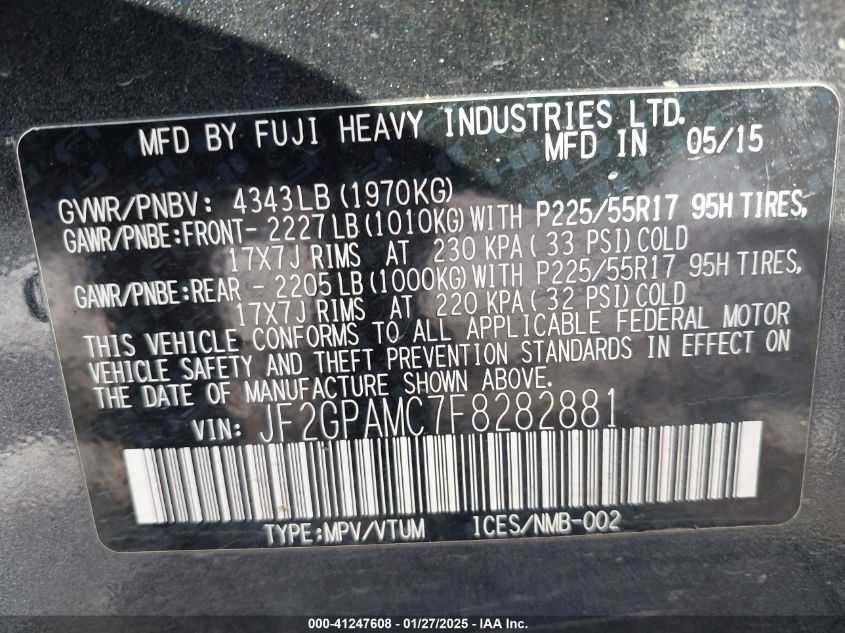 MFD BY FUJI HEAVY INDUSTRIES LTD.
MFD IN 05/15
GVWR/PNBV: 4343LB (1970KG)
GAWR/PNBE:FRONT- 2227LB(1010KG)WITH P225/55R17 95H TIRES,
17X7J RIMS AT 230 KPA(33 PSI)COLD
GAWR/PNBE:REAR - 2205LB(1000KG)WITH P225/55R17 95H TIRES,
17X7J RIMS AT 220 KPA(32 PSI)COLD
THIS VEHICLE CONFORMS TO ALL APPLICABLE FEDERAL MOTOR
VEHICLE SAFETY AND THEFT PREVENTION STANDARDS IN EFFECT ON
THE DATE OF MANUFACTURE SHOWN ABOVE.
VIN: JF2GPAMC7F8282881
TYPE:MPV/VTUM ICES/NMB-002
000-41247608 - 01/27/2025 - IAA Inc.